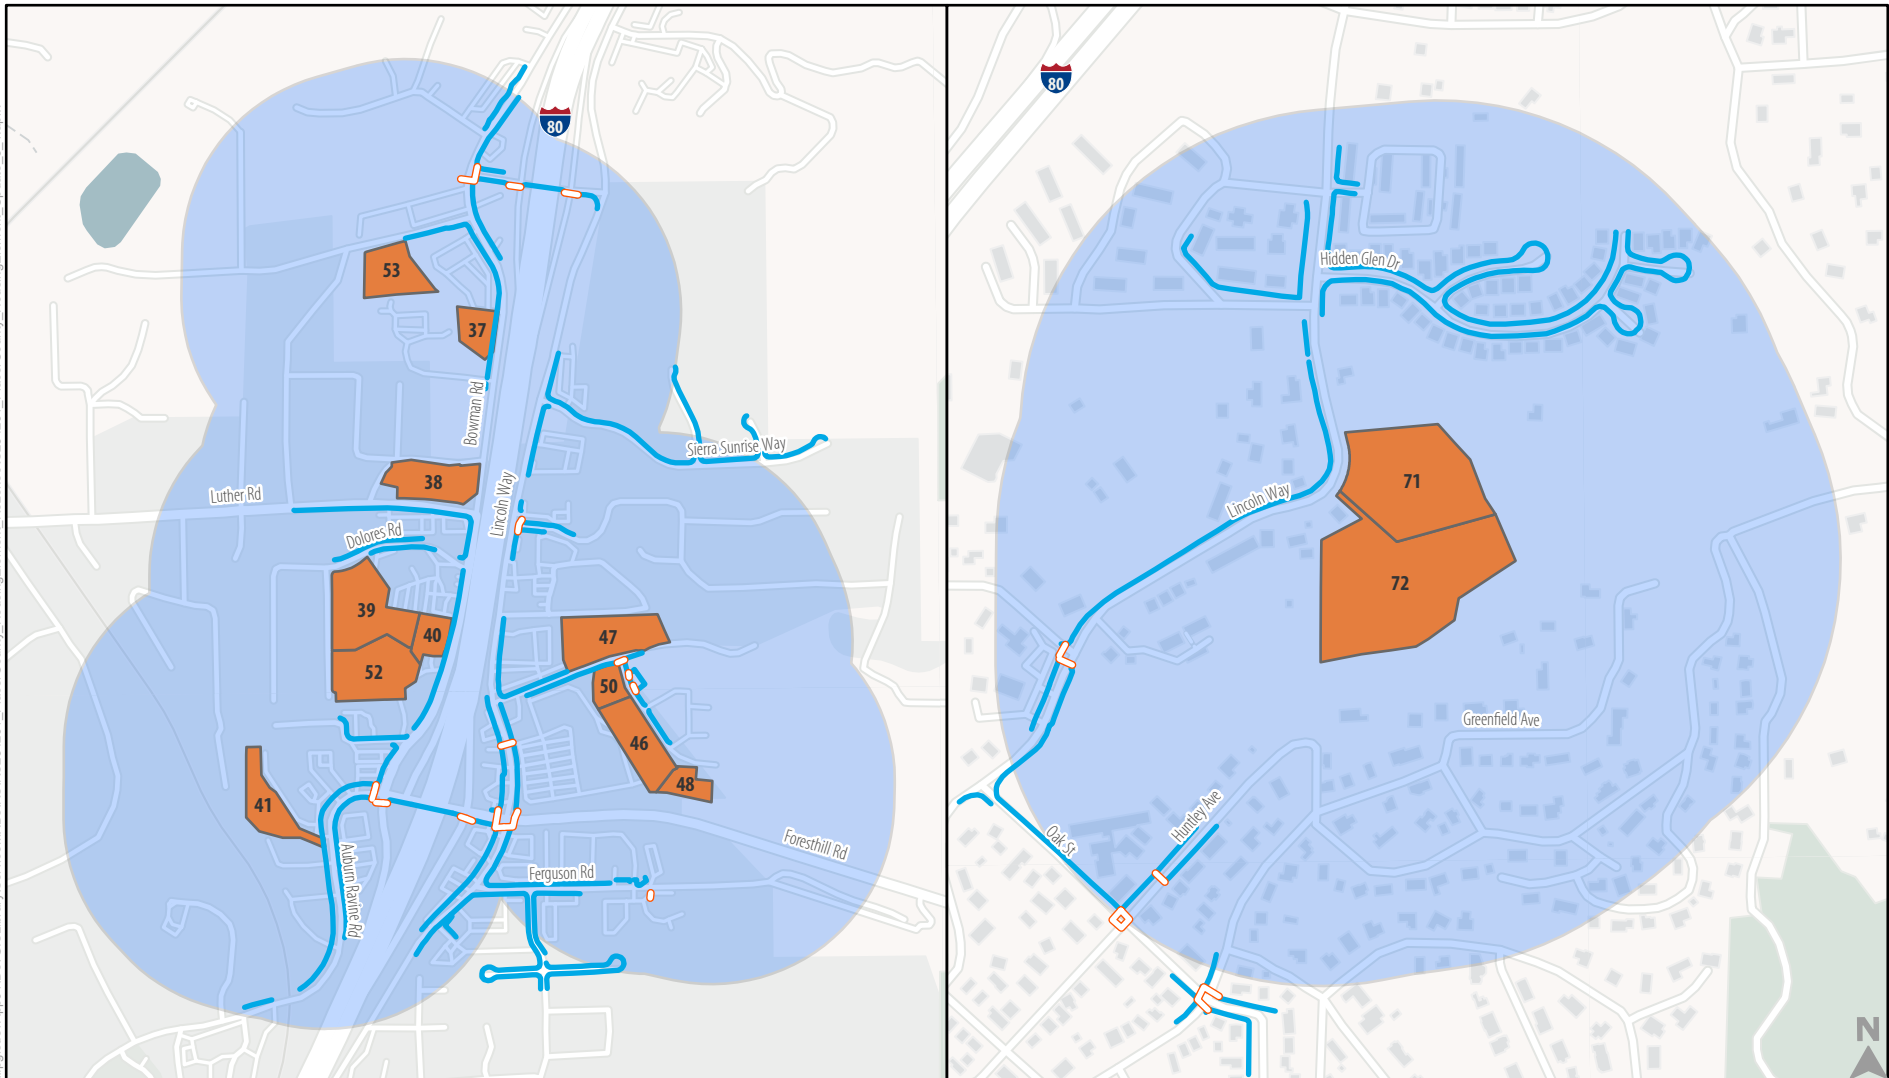 80
53
37
Bowman Rd
Sierra Sunrise Way
38
Luther Rd
Lincoln Way
Dolores Rd
39
40
47
52
50
46
48
41
Foresthill Rd
Auburn Ravine Rd
Ferguson Rd
80
Hidden Glen Dr
71
Lincoln Way
72
Greenfield Ave
Huntley Ave
Oak St
N